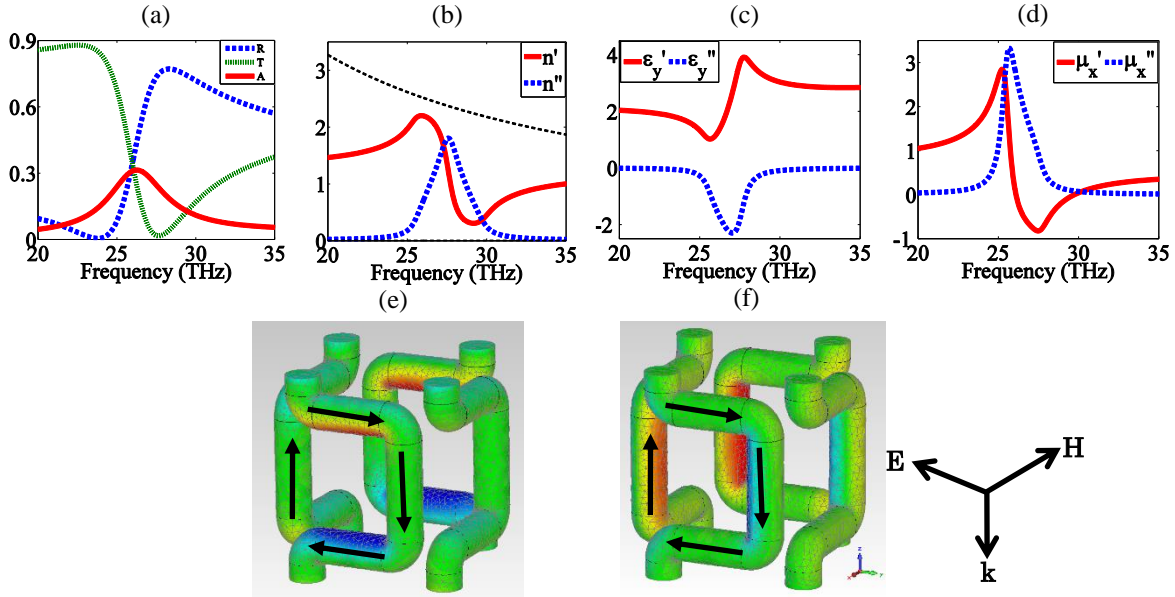 (a) (b) (c) (d)
0.9 0.6 0.3 0
R
T
A
20 25 30 35
Frequency (THz)
3 2 1 0
n'
n''
20 25 30 35
Frequency (THz)
4 2 0 -2
ε_y' ε_y''
20 25 30 35
Frequency (THz)
3 2 1 0 -1
μ_x' μ_x''
20 25 30 35
Frequency (THz)
(e) (f)
E H
k
z
x y